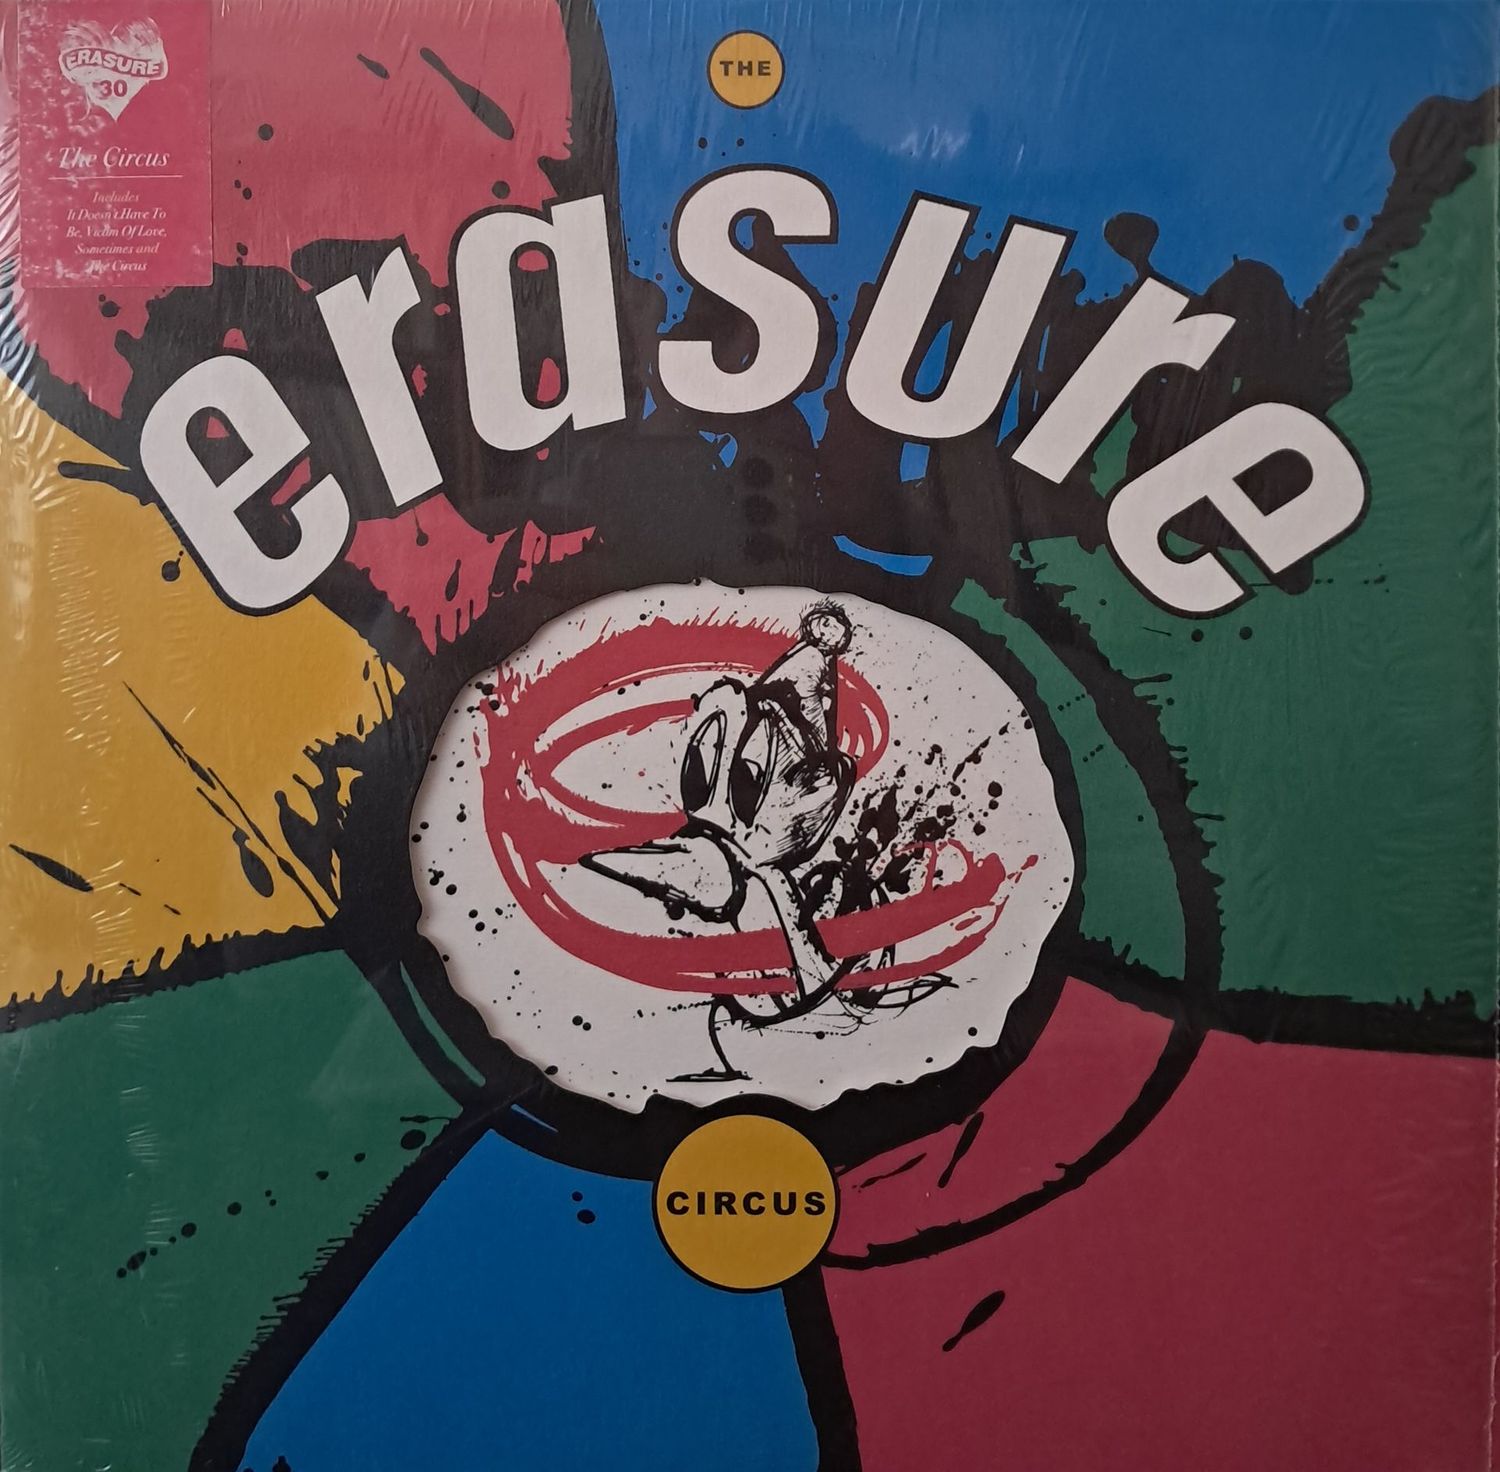 ERASURE
30
The Circus
Includes
It Doesn't Have To
Be, Victim Of Love,
Sometimes and
The Circus
THE
erasure
CIRCUS